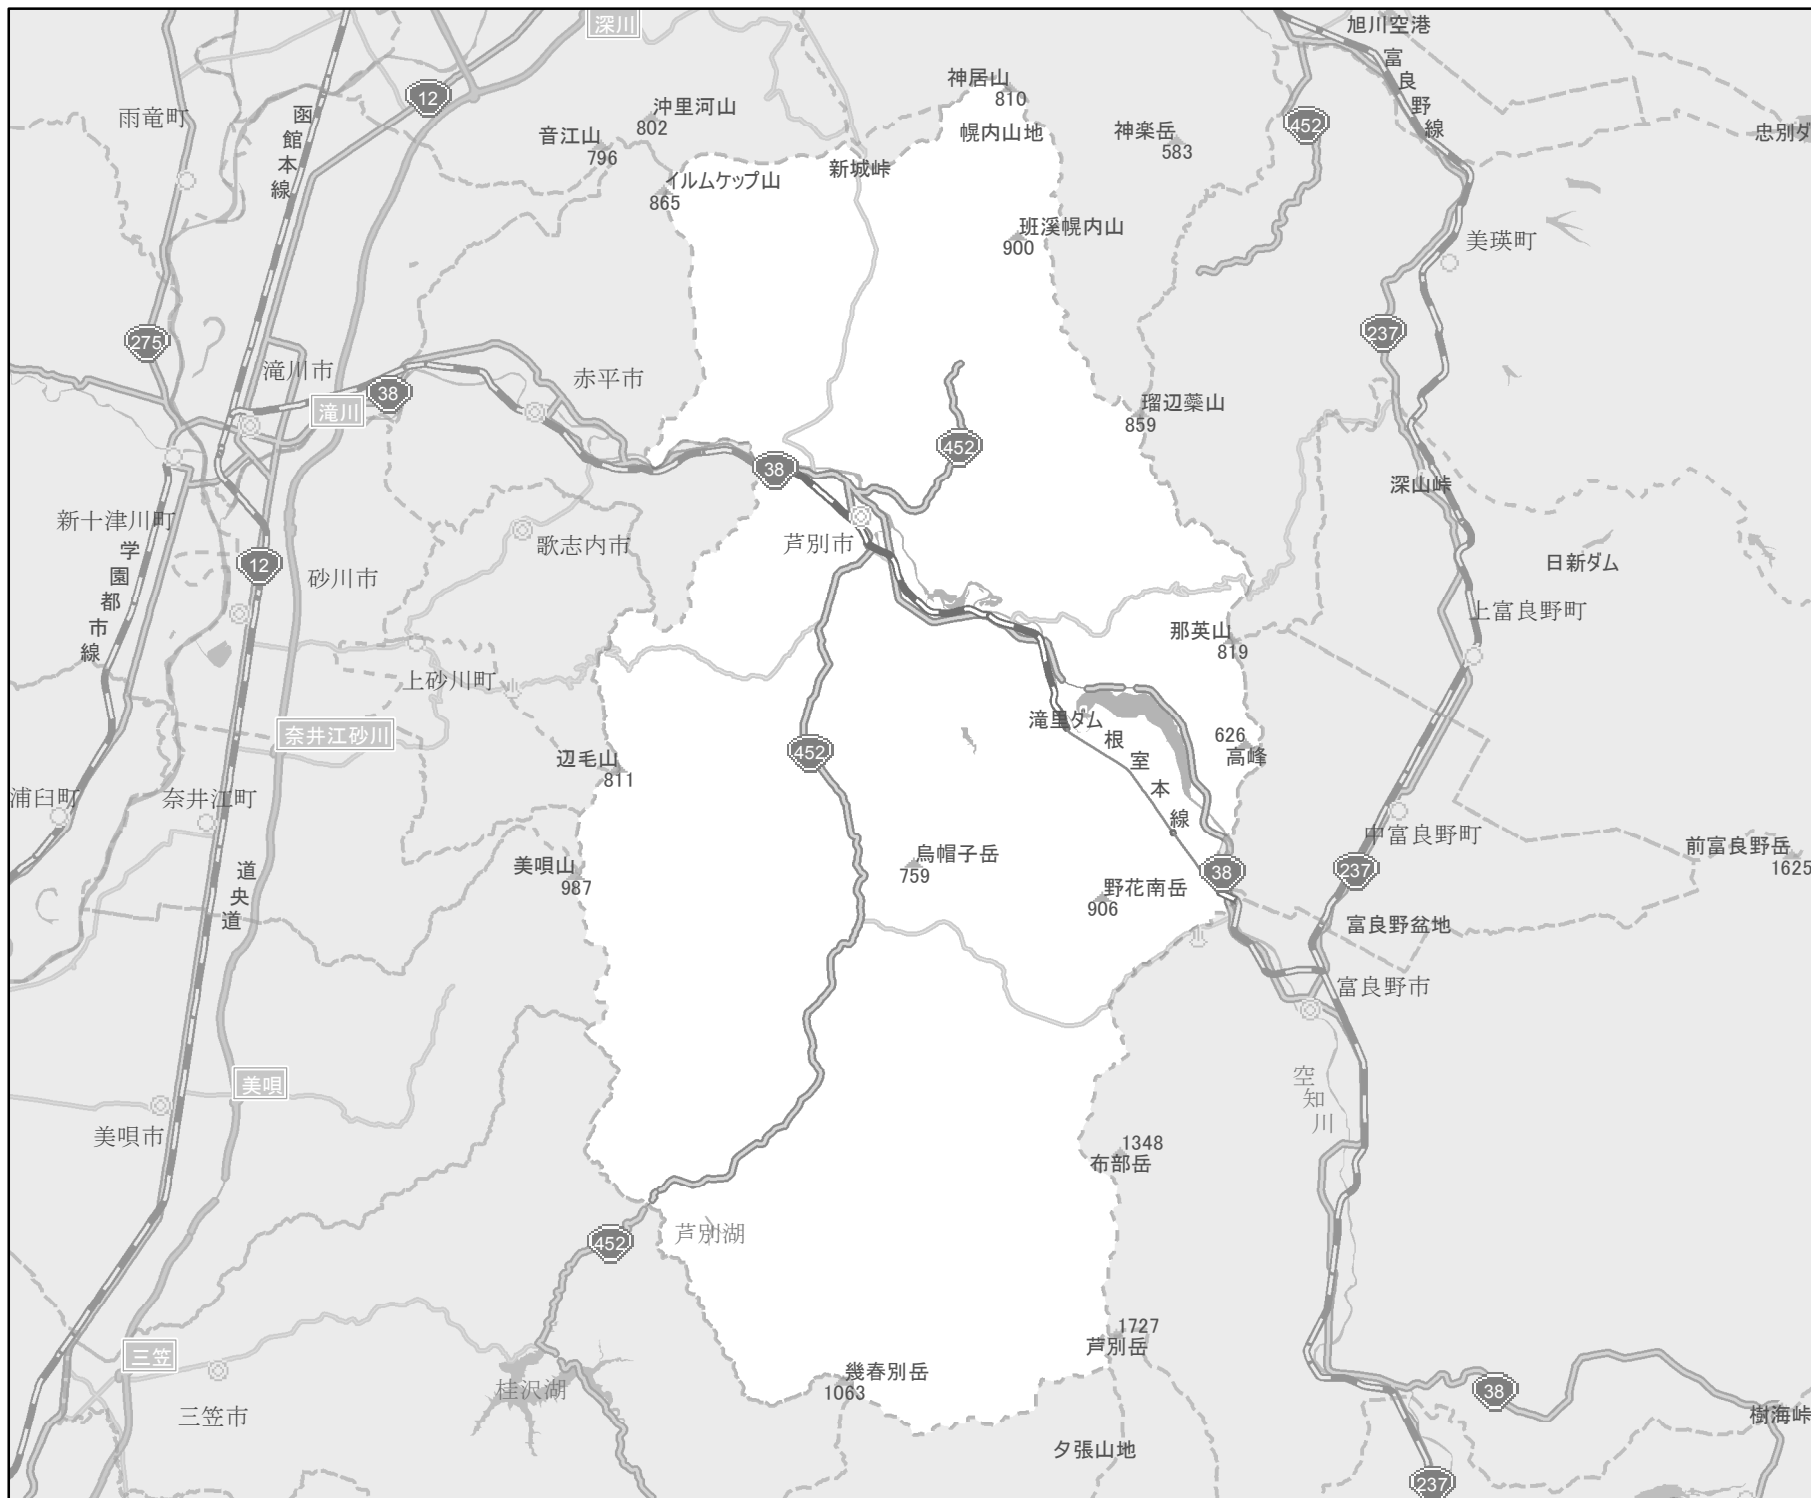 深川
旭川空港
富良野線
神居山
810
12
雨竜町
函館本線
沖里河山
802
音江山
796
幌内山地
神楽岳
583
452
忠別ダ
新城峠
イルムケップ山
865
班渓幌内山
900
美瑛町
275
237
滝川市
38
滝川
赤平市
瑠辺蘂山
859
452
38
深山峠
新十津川町
学園都市線
芦別市
歌志内市
12
砂川市
日新ダム
上富良野町
那英山
819
上砂川町
滝里ダム
根室本線
626
高峰
奈井江砂川
辺毛山
811
452
浦臼町
奈井江町
中富良野町
前富良野岳
1625
道央道
美唄山
987
烏帽子岳
759
野花南岳
906
38
237
富良野盆地
富良野市
空知川
美唄
美唄市
1348
布部岳
452
芦別湖
1727
芦別岳
三笠
桂沢湖
幾春別岳
1063
38
三笠市
樹海峠
夕張山地
237